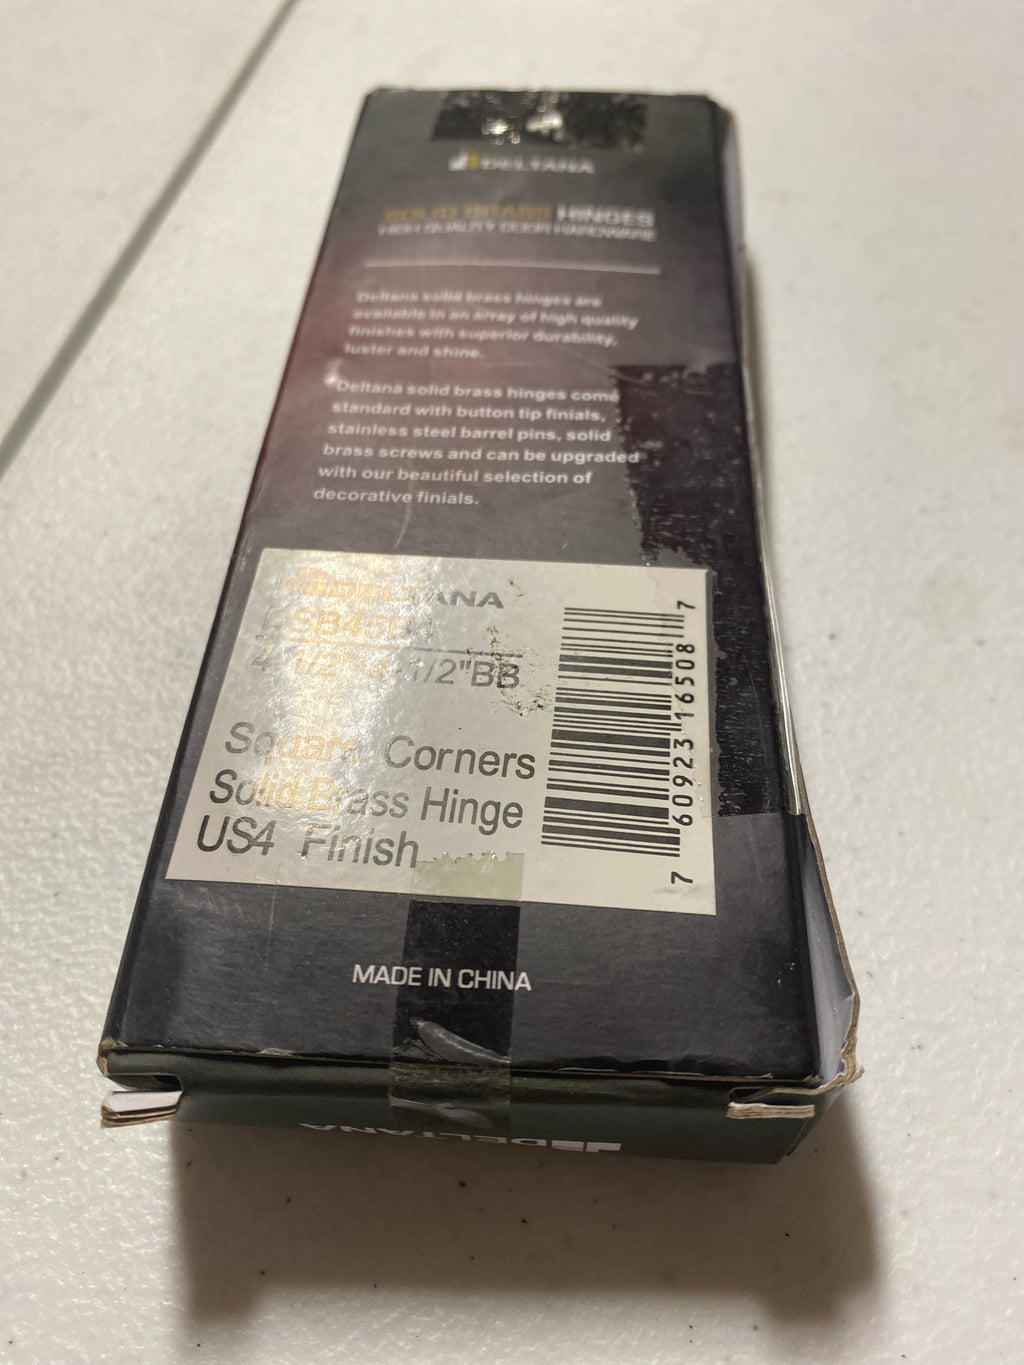 DELTANA
SOLID BRASS HINGES
HIGH QUALITY DOOR HARDWARE
Deltana solid brass hinges are
available in an array of high quality
finishes with superior durability,
luster and shine.
Deltana solid brass hinges come
standard with button tip finials,
stainless steel barrel pins, solid
brass screws and can be upgraded
with our beautiful selection of
decorative finials.
DELTANA
4-1/2"x4-1/2"BB
Square Corners
Solid Brass Hinge
US4 Finish
7 60923 16508 7
MADE IN CHINA
DELTANA